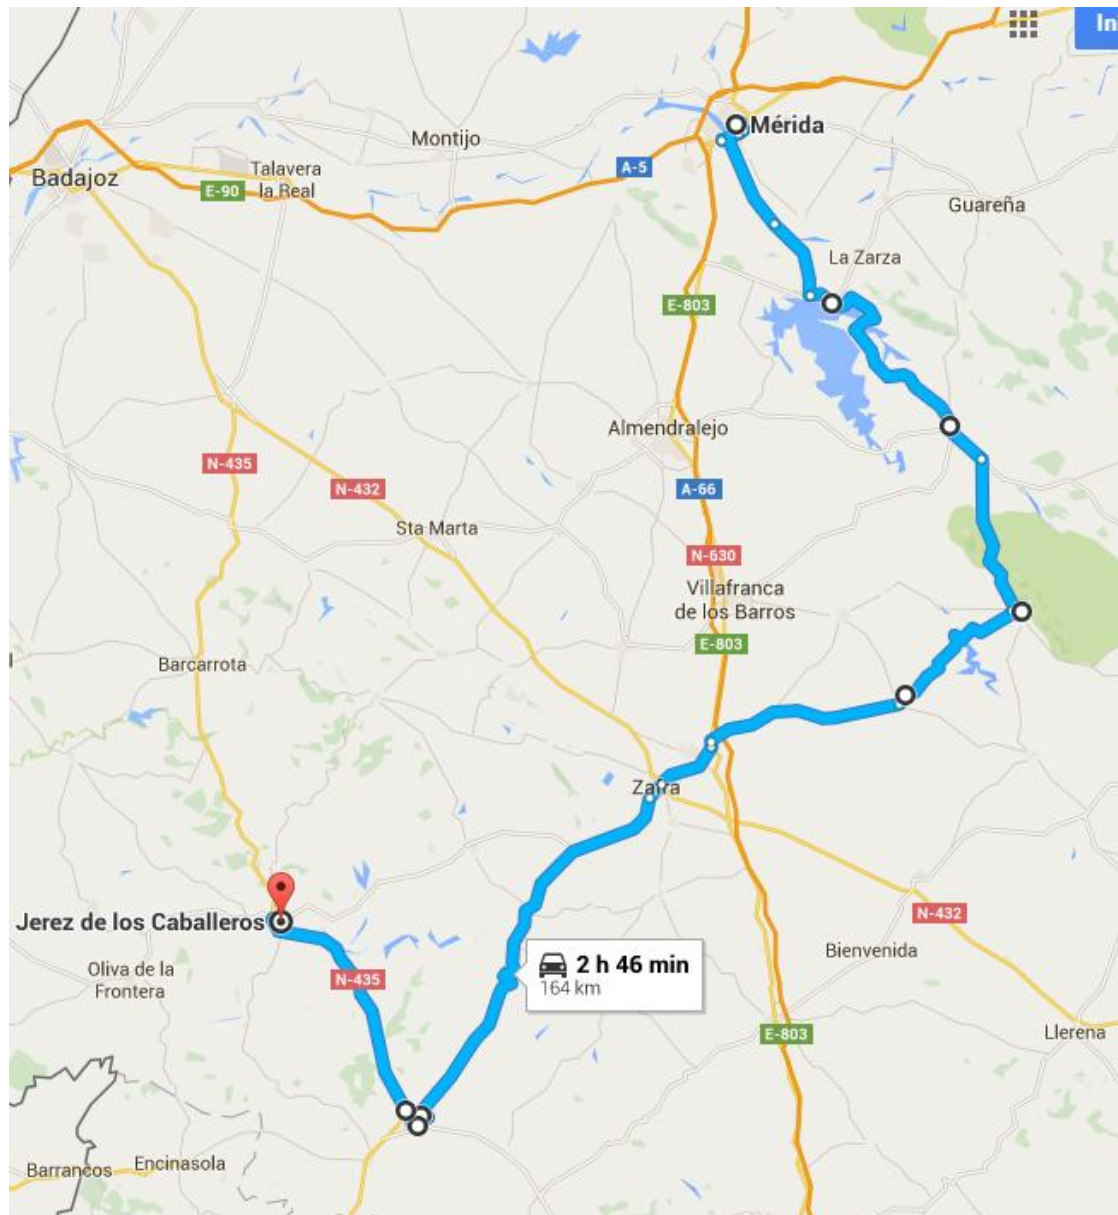 In
Mérida
Montijo
A-5
Talavera
la Real
Badajoz
E-90
Guareña
La Zarza
E-803
Almendralejo
N-435
N-432
A-66
Sta Marta
N-630
Villafranca
de los Barros
E-803
Barcarrota
Zafra
Jerez de los Caballeros
N-432
Bienvenida
2 h 46 min
164 km
Oliva de la
Frontera
N-435
E-803
Llerena
Encinasola
Barrancos